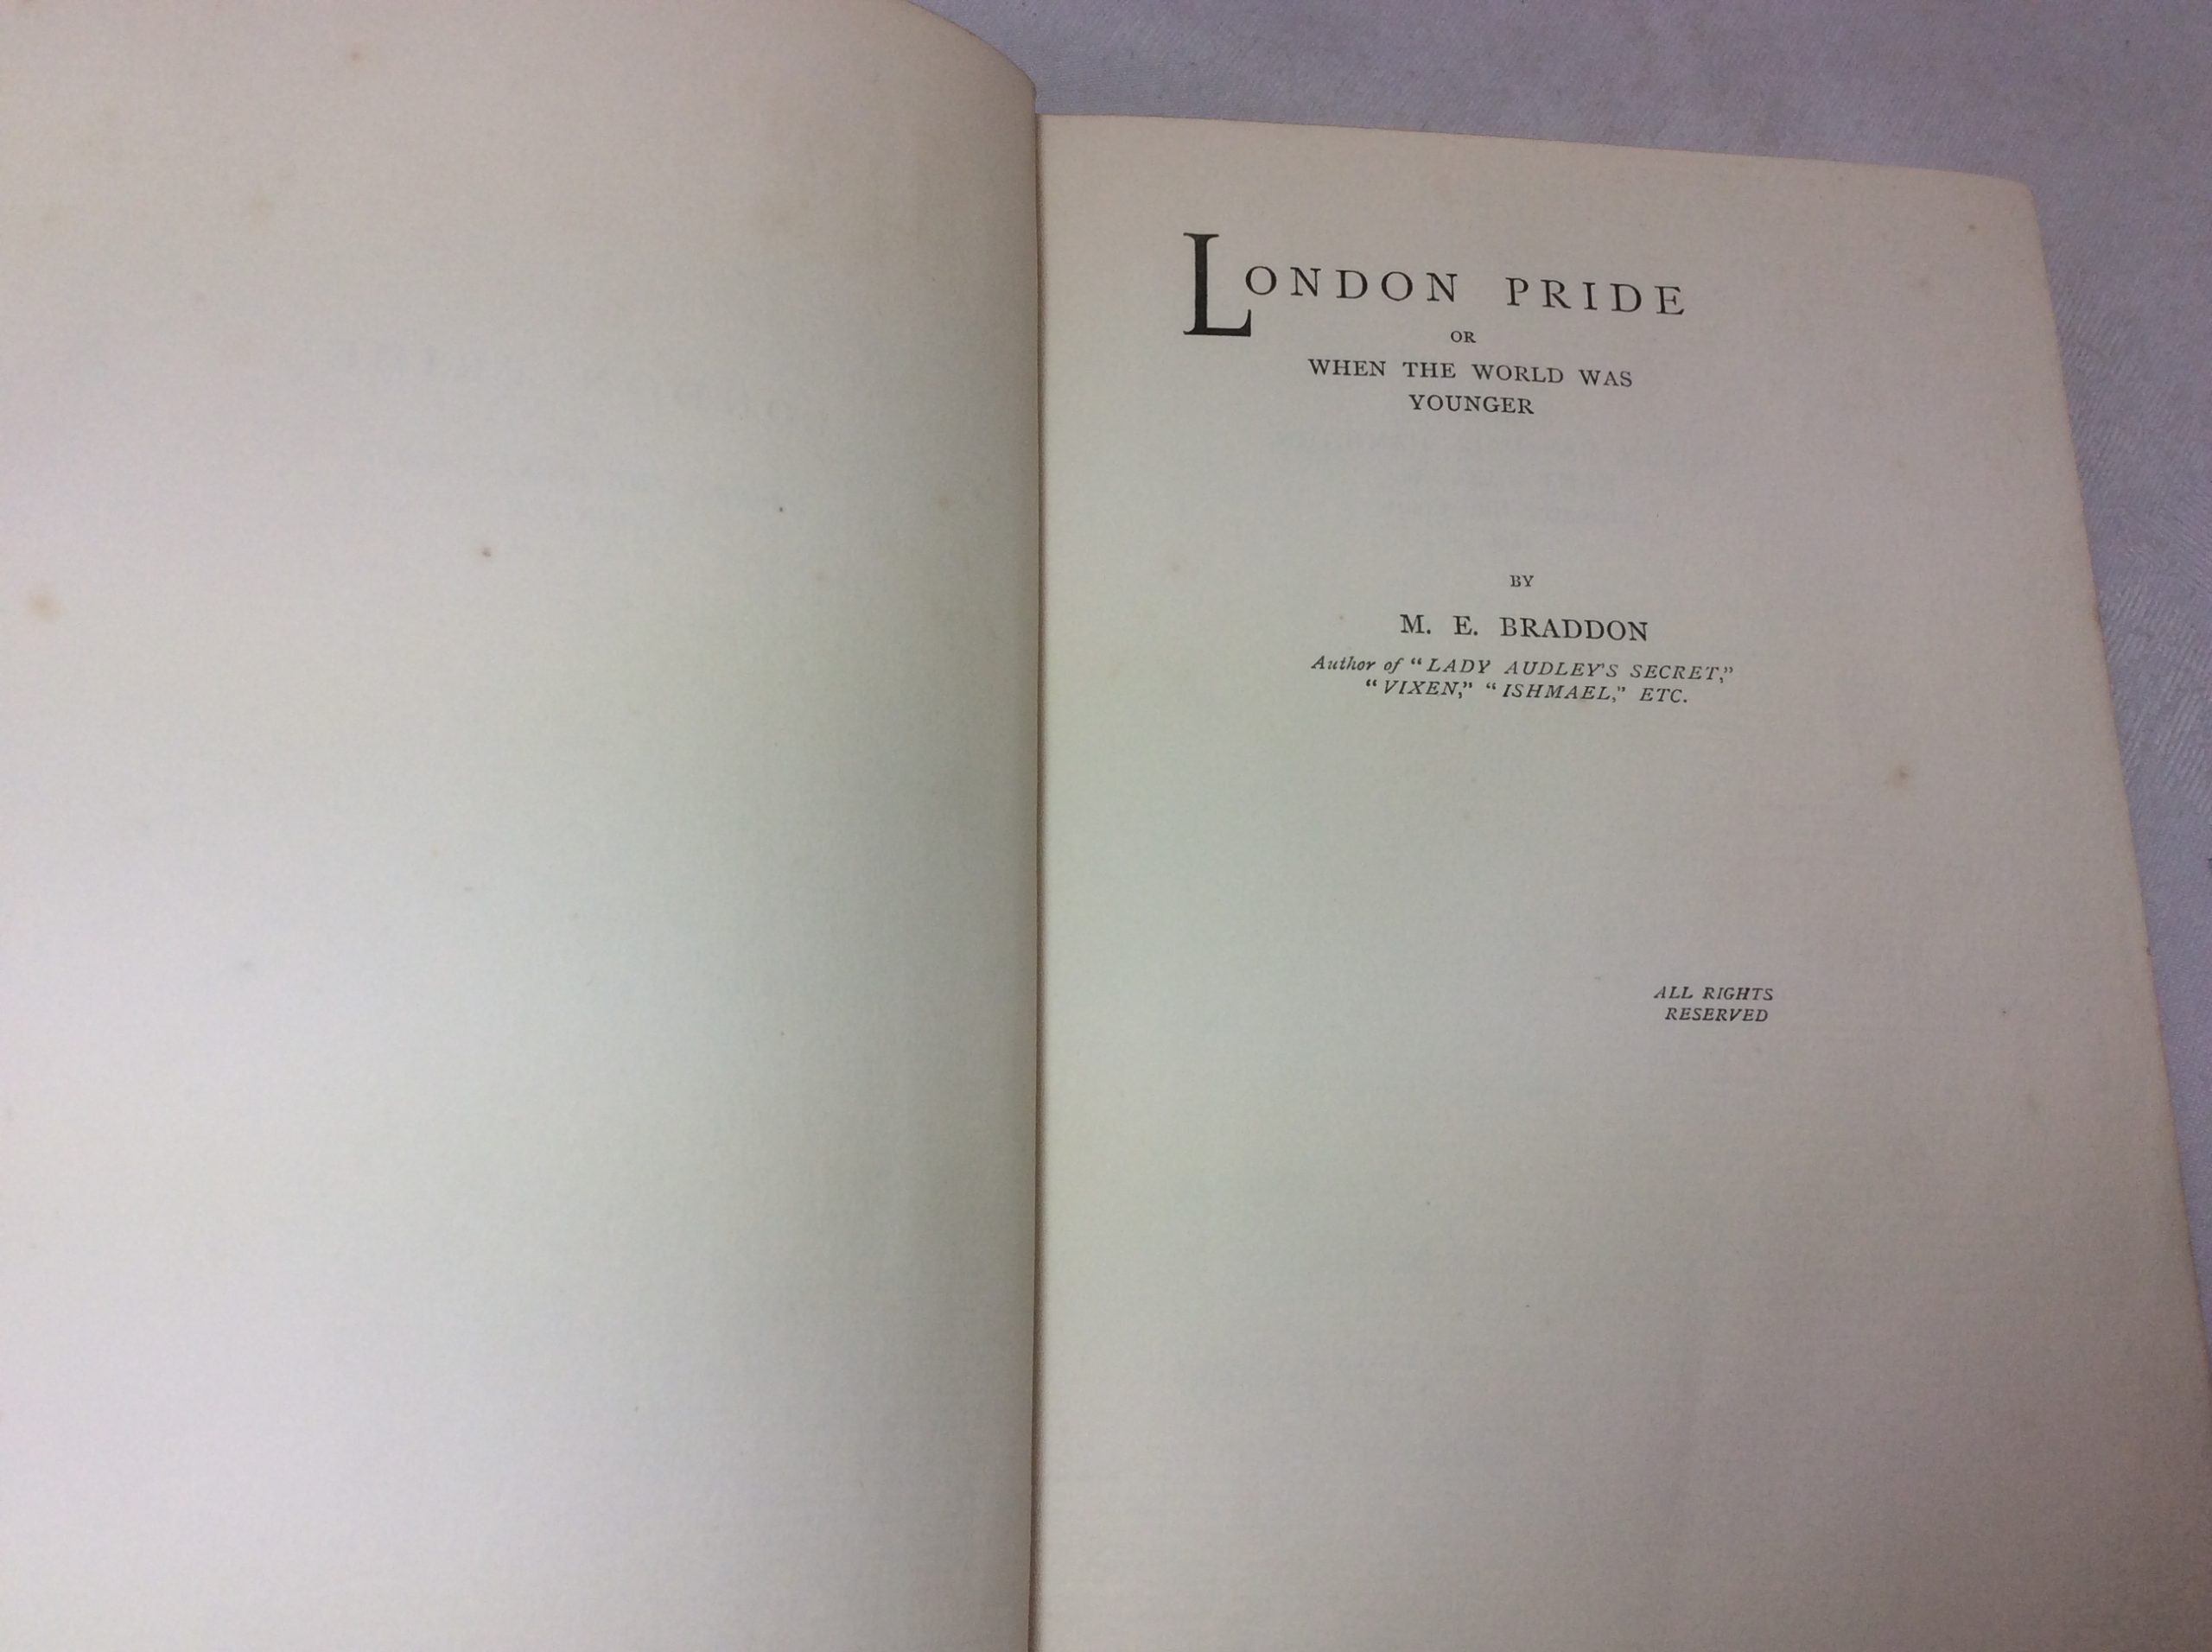 LONDON PRIDE
OR
WHEN THE WORLD WAS
YOUNGER
BY
M. E. BRADDON
Author of "LADY AUDLEY'S SECRET,"
"VIXEN," "ISHMAEL," ETC.
ALL RIGHTS
RESERVED